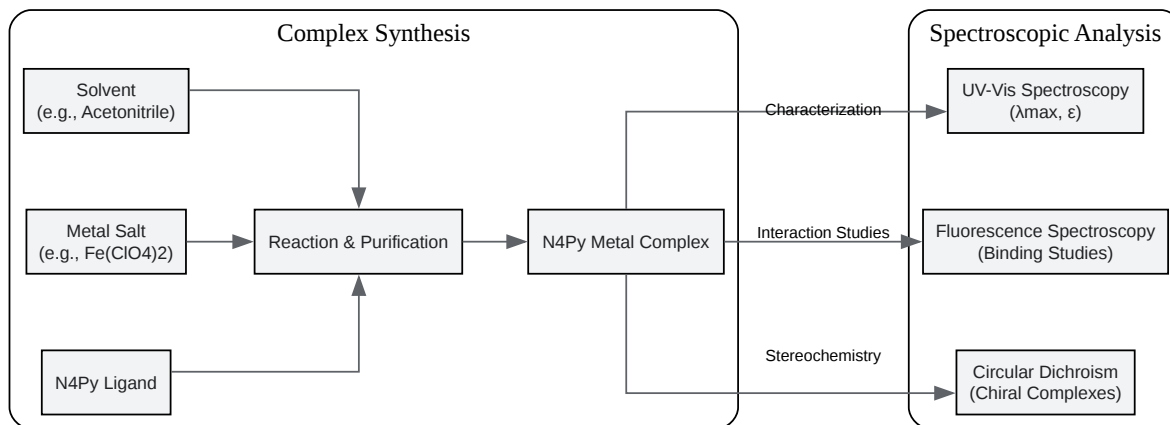 Complex Synthesis
Spectroscopic Analysis
Solvent
(e.g., Acetonitrile)
Characterization
UV-Vis Spectroscopy
(λmax, ε)
Metal Salt
(e.g., Fe(ClO4)2)
Reaction & Purification
N4Py Metal Complex
Interaction Studies
Fluorescence Spectroscopy
(Binding Studies)
N4Py Ligand
Stereochemistry
Circular Dichroism
(Chiral Complexes)